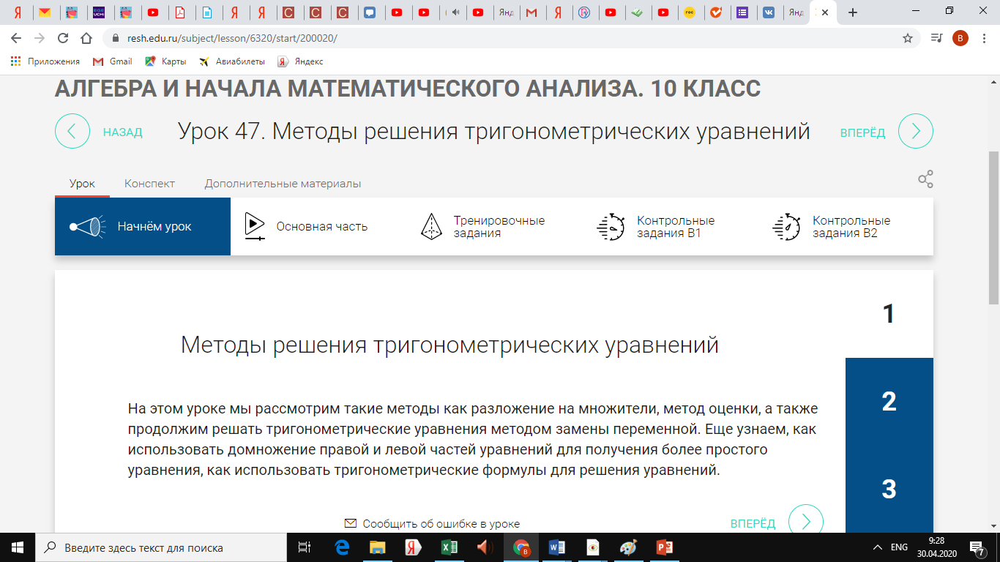 Янд
Янд
resh.edu.ru/subject/lesson/6320/start/200020/
В
Приложения Gmail Карты Авиабилеты Яндекс
АЛГЕБРА И НАЧАЛА МАТЕМАТИЧЕСКОГО АНАЛИЗА. 10 КЛАСС
НАЗАД
Урок 47. Методы решения тригонометрических уравнений
ВПЕРЁД
Урок Конспект Дополнительные материалы
Начнём урок
Основная часть
Тренировочные
задания
Контрольные
задания В1
Контрольные
задания В2
1
2
3
Методы решения тригонометрических уравнений
На этом уроке мы рассмотрим такие методы как разложение на множители, метод оценки, а также
продолжим решать тригонометрические уравнения методом замены переменной. Еще узнаем, как
использовать домножение правой и левой частей уравнений для получения более простого
уравнения, как использовать тригонометрические формулы для решения уравнений.
Сообщить об ошибке в уроке
ВПЕРЁД
Введите здесь текст для поиска
ENG
9:28
30.04.2020
7